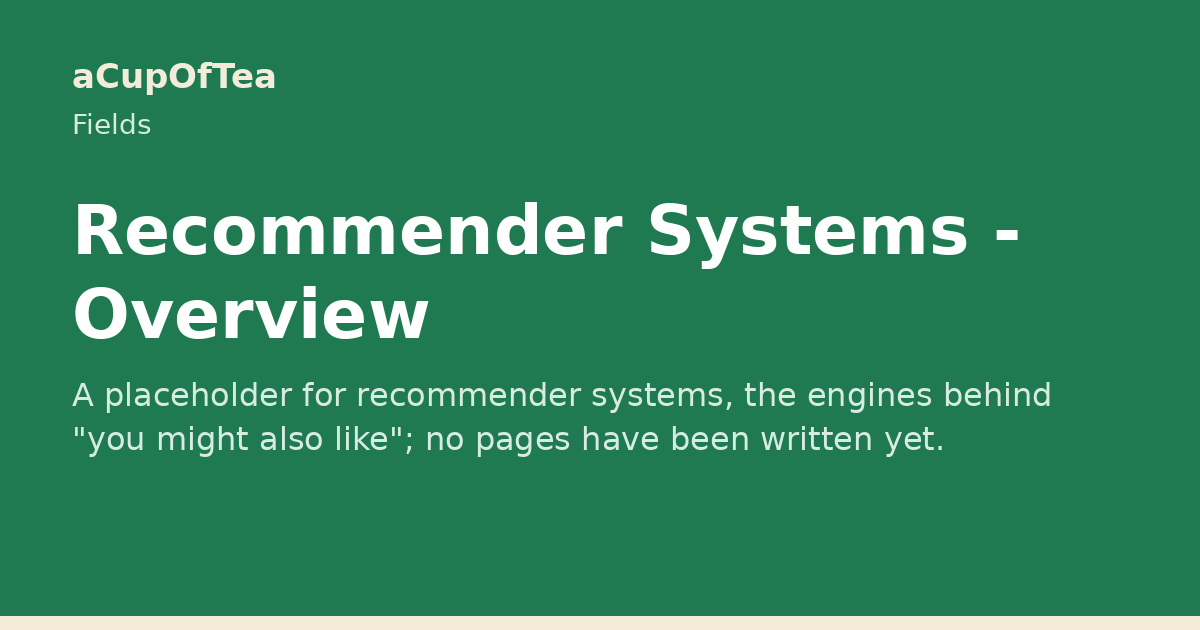 aCupOfTea
Fields
Recommender Systems -
Overview
A placeholder for recommender systems, the engines behind
"you might also like"; no pages have been written yet.